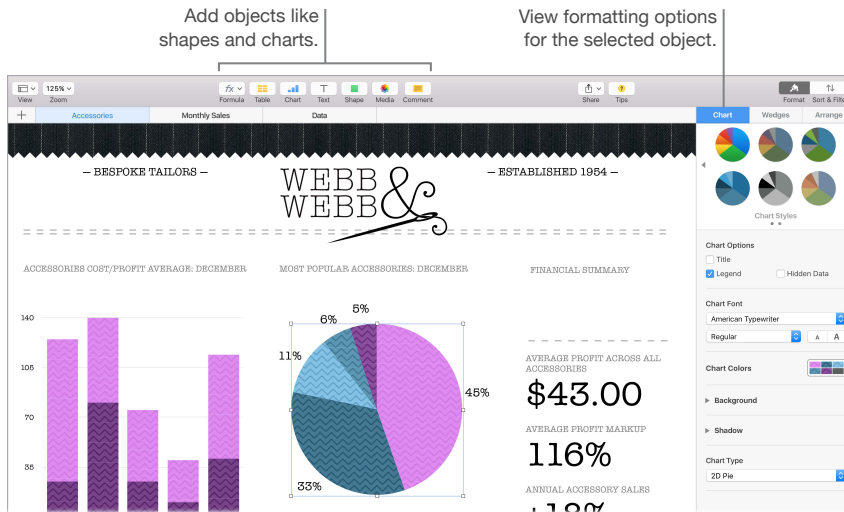 Add objects like
shapes and charts.
View formatting options
for the selected object.
125%
View
Zoom
fx
Formula
Table
Chart
T
Text
Shape
Media
Comment
Share
?
Tips
Format
Sort & Filte
+
Accessories
Monthly Sales
Data
Chart
Wedges
Arrange
– BESPOKE TAILORS –
WEBB &
WEBB
– ESTABLISHED 1954 –
Chart Styles
ACCESSORIES COST/PROFIT AVERAGE: DECEMBER
MOST POPULAR ACCESSORIES: DECEMBER
FINANCIAL SUMMARY
Chart Options
Title
Legend
Hidden Data
140
105
70
35
5%
6%
11%
45%
33%
AVERAGE PROFIT ACROSS ALL
ACCESSORIES
$43.00
AVERAGE PROFIT MARKUP
116%
ANNUAL ACCESSORY SALES
+18%
Chart Font
American Typewriter
Regular
A
A
Chart Colors
Background
Shadow
Chart Type
2D Pie